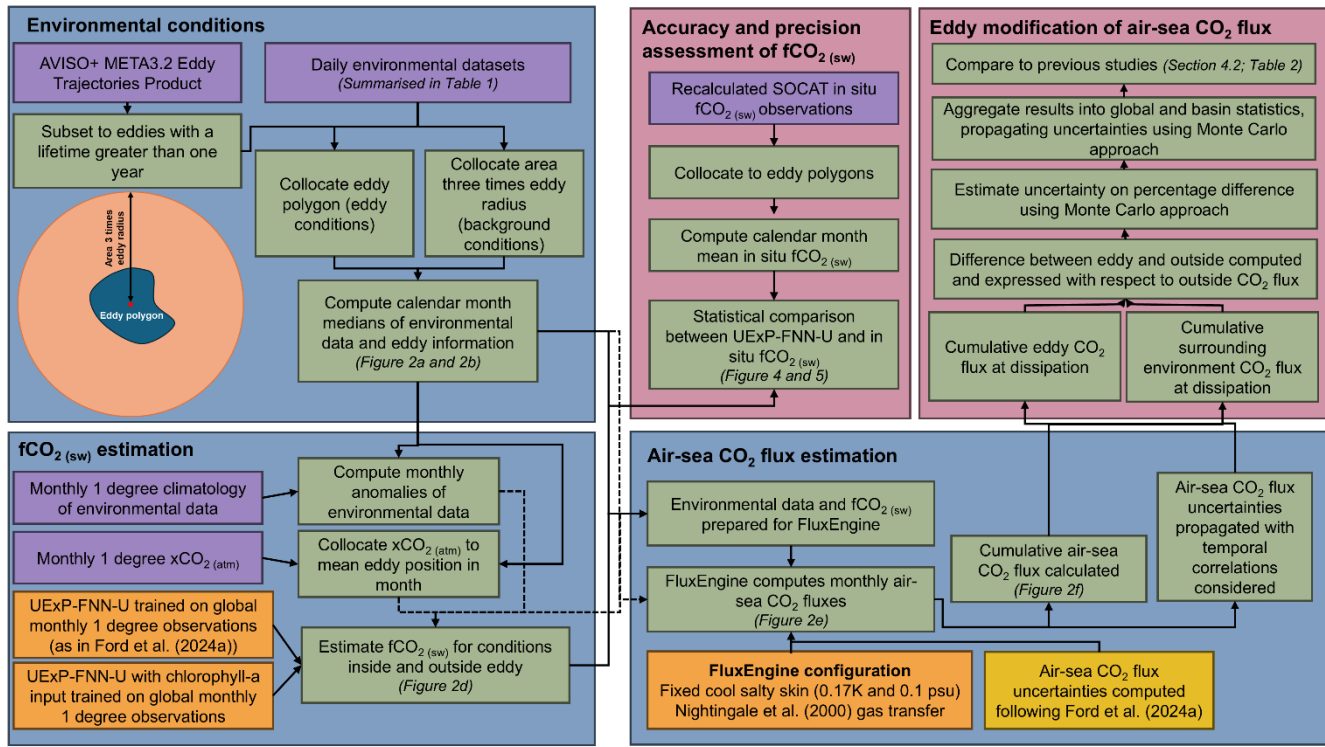 Environmental conditions
AVISO+ META3.2 Eddy
Trajectories Product
Daily environmental datasets
(Summarised in Table 1)
Subset to eddies with a
lifetime greater than one
year
Collocate eddy
polygon (eddy
conditions)
Collocate area
three times eddy
radius
(background
conditions)
Area 3 times
eddy radius
Eddy polygon
Compute calendar month
medians of environmental
data and eddy information
(Figure 2a and 2b)
fCO2 (sw) estimation
Monthly 1 degree climatology
of environmental data
Compute monthly
anomalies of
environmental data
Monthly 1 degree xCO2 (atm)
Collocate xCO2 (atm) to
mean eddy position in
month
UExP-FNN-U trained on global
monthly 1 degree observations
(as in Ford et al. (2024a))
UExP-FNN-U with chlorophyll-a
input trained on global monthly
1 degree observations
Estimate fCO2 (sw) for conditions
inside and outside eddy
(Figure 2d)
Accuracy and precision
assessment of fCO2 (sw)
Recalculated SOCAT in situ
fCO2 (sw) observations
Collocate to eddy polygons
Compute calendar month
mean in situ fCO2 (sw)
Statistical comparison
between UExP-FNN-U and in
situ fCO2 (sw)
(Figure 4 and 5)
Eddy modification of air-sea CO2 flux
Compare to previous studies (Section 4.2; Table 2)
Aggregate results into global and basin statistics,
propagating uncertainties using Monte Carlo
approach
Estimate uncertainty on percentage difference
using Monte Carlo approach
Difference between eddy and outside computed
and expressed with respect to outside CO2 flux
Cumulative eddy CO2
flux at dissipation
Cumulative
surrounding
environment CO2 flux
at dissipation
Air-sea CO2 flux estimation
Environmental data and fCO2 (sw)
prepared for FluxEngine
FluxEngine computes monthly air-
sea CO2 fluxes
(Figure 2e)
Cumulative air-sea
CO2 flux calculated
(Figure 2f)
Air-sea CO2 flux
uncertainties
propagated with
temporal
correlations
considered
FluxEngine configuration
Fixed cool salty skin (0.17K and 0.1 psu)
Nightingale et al. (2000) gas transfer
Air-sea CO2 flux
uncertainties computed
following Ford et al. (2024a)